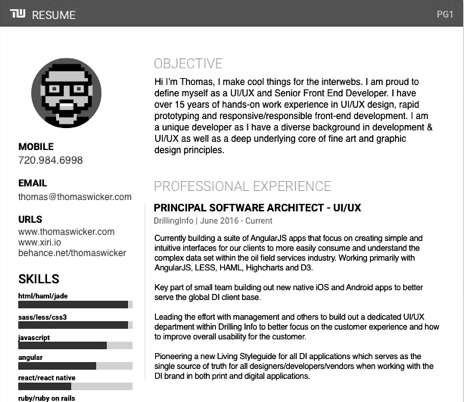 TW RESUME
PG1
MOBILE
720.984.6998
EMAIL
thomas@thomaswicker.com
URLS
www.thomaswicker.com
www.xiri.io
behance.net/thomaswicker
SKILLS
html/haml/jade
sass/less/css3
javascript
angular
react/react native
ruby/ruby on rails
OBJECTIVE
Hi I'm Thomas, I make cool things for the interwebs. I am proud to
define myself as a UI/UX and Senior Front End Developer. I have
over 15 years of hands-on work experience in UI/UX design, rapid
prototyping and responsive/responsible front-end development. I am
a unique developer as I have a diverse background in development &
UI/UX as well as a deep underlying core of fine art and graphic
design principles.
PROFESSIONAL EXPERIENCE
PRINCIPAL SOFTWARE ARCHITECT - UI/UX
DrillingInfo | June 2016 - Current
Currently building a suite of AngularJS apps that focus on creating simple and
intuitive interfaces for our clients to more easily consume and understand the
complex data set within the oil field services industry. Working primarily with
AngularJS, LESS, HAML, Highcharts and D3.
Key part of small team building out new native iOS and Android apps to better
serve the global DI client base.
Leading the effort with management and others to build out a dedicated UI/UX
department within Drilling Info to better focus on the customer experience and how
to improve overall usability for the customer.
Pioneering a new Living Styleguide for all DI applications which serves as the
single source of truth for all designers/developers/vendors when working with the
DI brand in both print and digital applications.